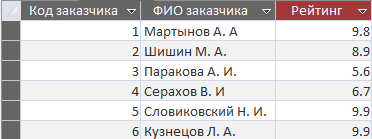 Код заказчика ФИО заказчика Рейтинг
1 Мартынов А. А 9.8
2 Шишин М. А. 8.9
3 Паракова А. И. 5.6
4 Серахов В. И 6.7
5 Словиковский Н. И. 9.9
6 Кузнецов Л. А. 9.9